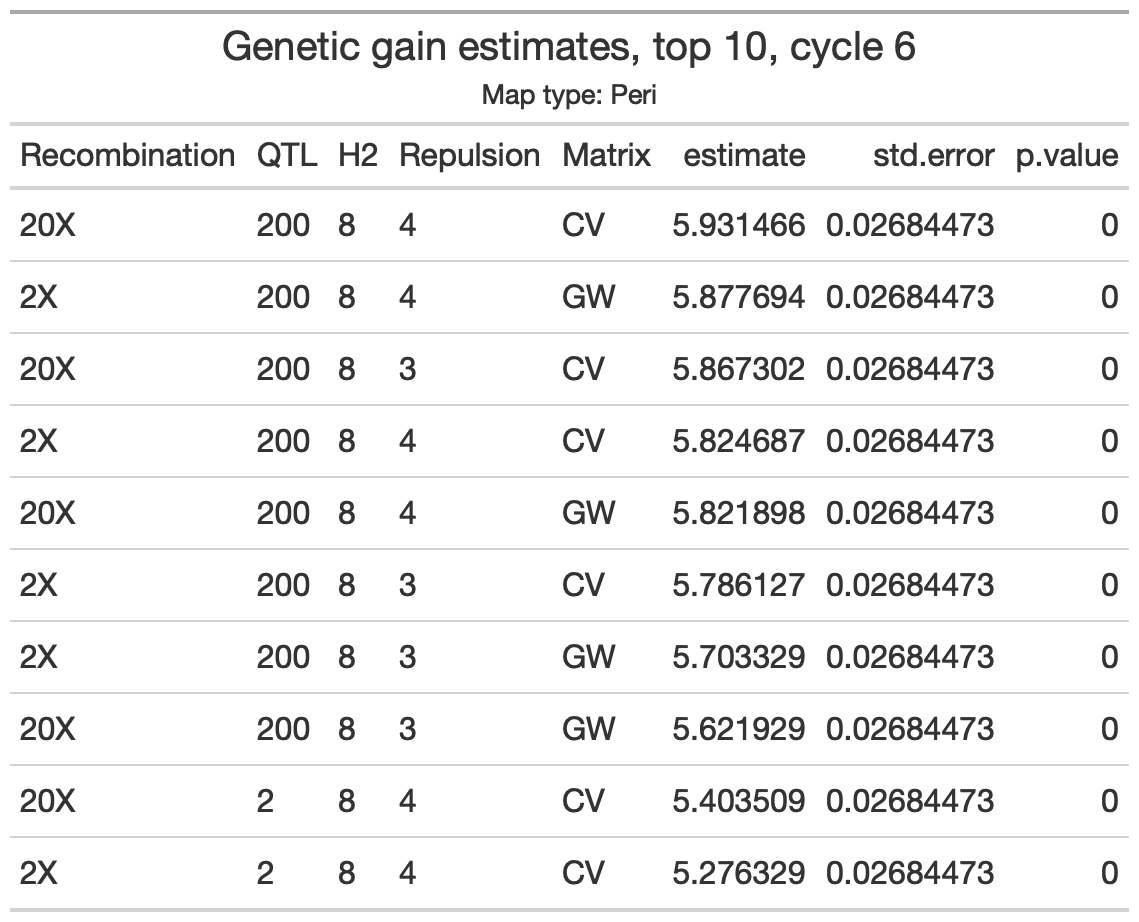 Genetic gain estimates, top 10, cycle 6
Map type: Peri
Recombination QTL H2 Repulsion Matrix estimate std.error p.value
20X 200 8 4 CV 5.931466 0.02684473 0
2X 200 8 4 GW 5.877694 0.02684473 0
20X 200 8 3 CV 5.867302 0.02684473 0
2X 200 8 4 CV 5.824687 0.02684473 0
20X 200 8 4 GW 5.821898 0.02684473 0
2X 200 8 3 CV 5.786127 0.02684473 0
2X 200 8 3 GW 5.703329 0.02684473 0
20X 200 8 3 GW 5.621929 0.02684473 0
20X 2 8 4 CV 5.403509 0.02684473 0
2X 2 8 4 CV 5.276329 0.02684473 0